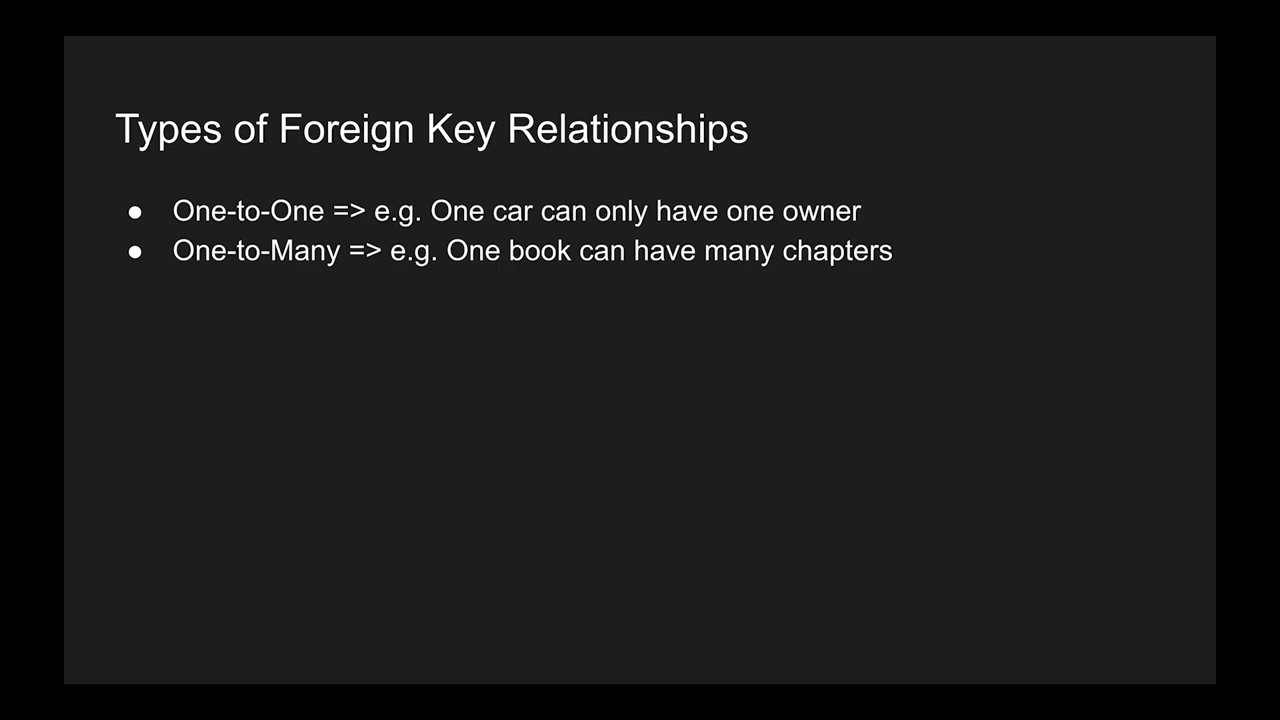 Types of Foreign Key Relationships
● One-to-One => e.g. One car can only have one owner
● One-to-Many => e.g. One book can have many chapters